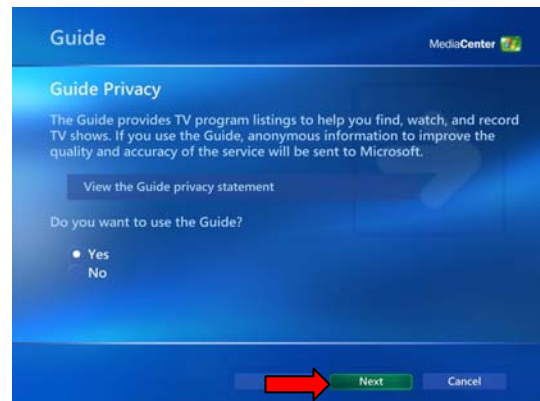 Guide
MediaCenter
Guide Privacy
The Guide provides TV program listings to help you find, watch, and record
TV shows. If you use the Guide, anonymous information to improve the
quality and accuracy of the service will be sent to Microsoft.
View the Guide privacy statement
Do you want to use the Guide?
Yes
No
Next
Cancel